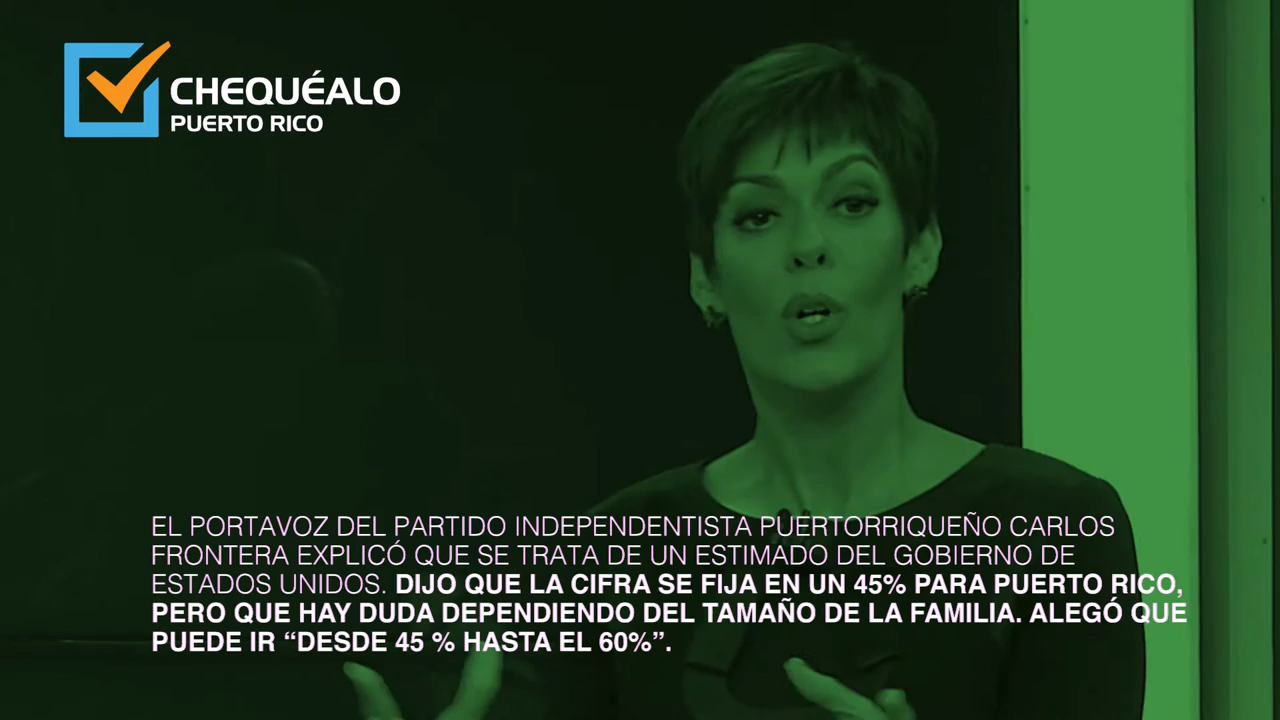 CHEQUÉALO
PUERTO RICO
EL PORTAVOZ DEL PARTIDO INDEPENDENTISTA PUERTORRIQUEÑO CARLOS
FRONTERA EXPLICÓ QUE SE TRATA DE UN ESTIMADO DEL GOBIERNO DE
ESTADOS UNIDOS. DIJO QUE LA CIFRA SE FIJA EN UN 45% PARA PUERTO RICO,
PERO QUE HAY DUDA DEPENDIENDO DEL TAMAÑO DE LA FAMILIA. ALEGÓ QUE
PUEDE IR “DESDE 45 % HASTA EL 60%”.